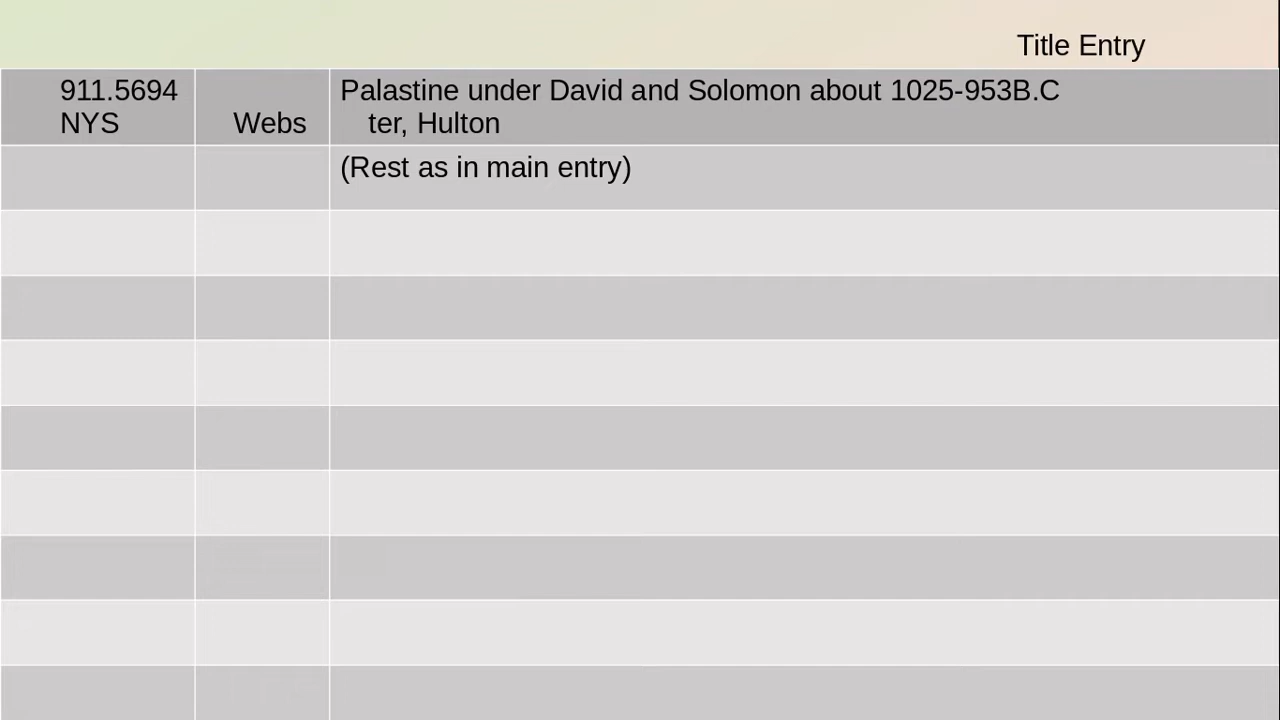 Title Entry
911.5694 Palastine under David and Solomon about 1025-953B.C
NYS Webs ter, Hulton
(Rest as in main entry)